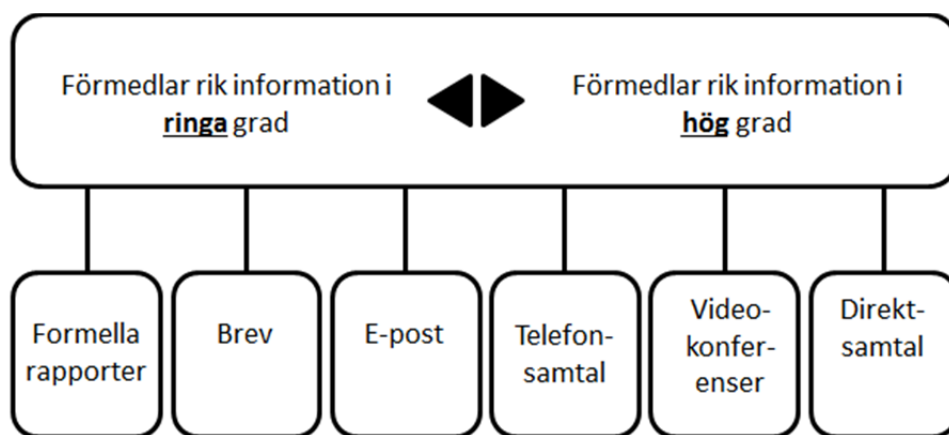 Förmedlar rik information i
ringa grad
Förmedlar rik information i
hög grad
Formella
rapporter
Brev
E-post
Telefon-
samtal
Video-
konfer-
enser
Direkt-
samtal